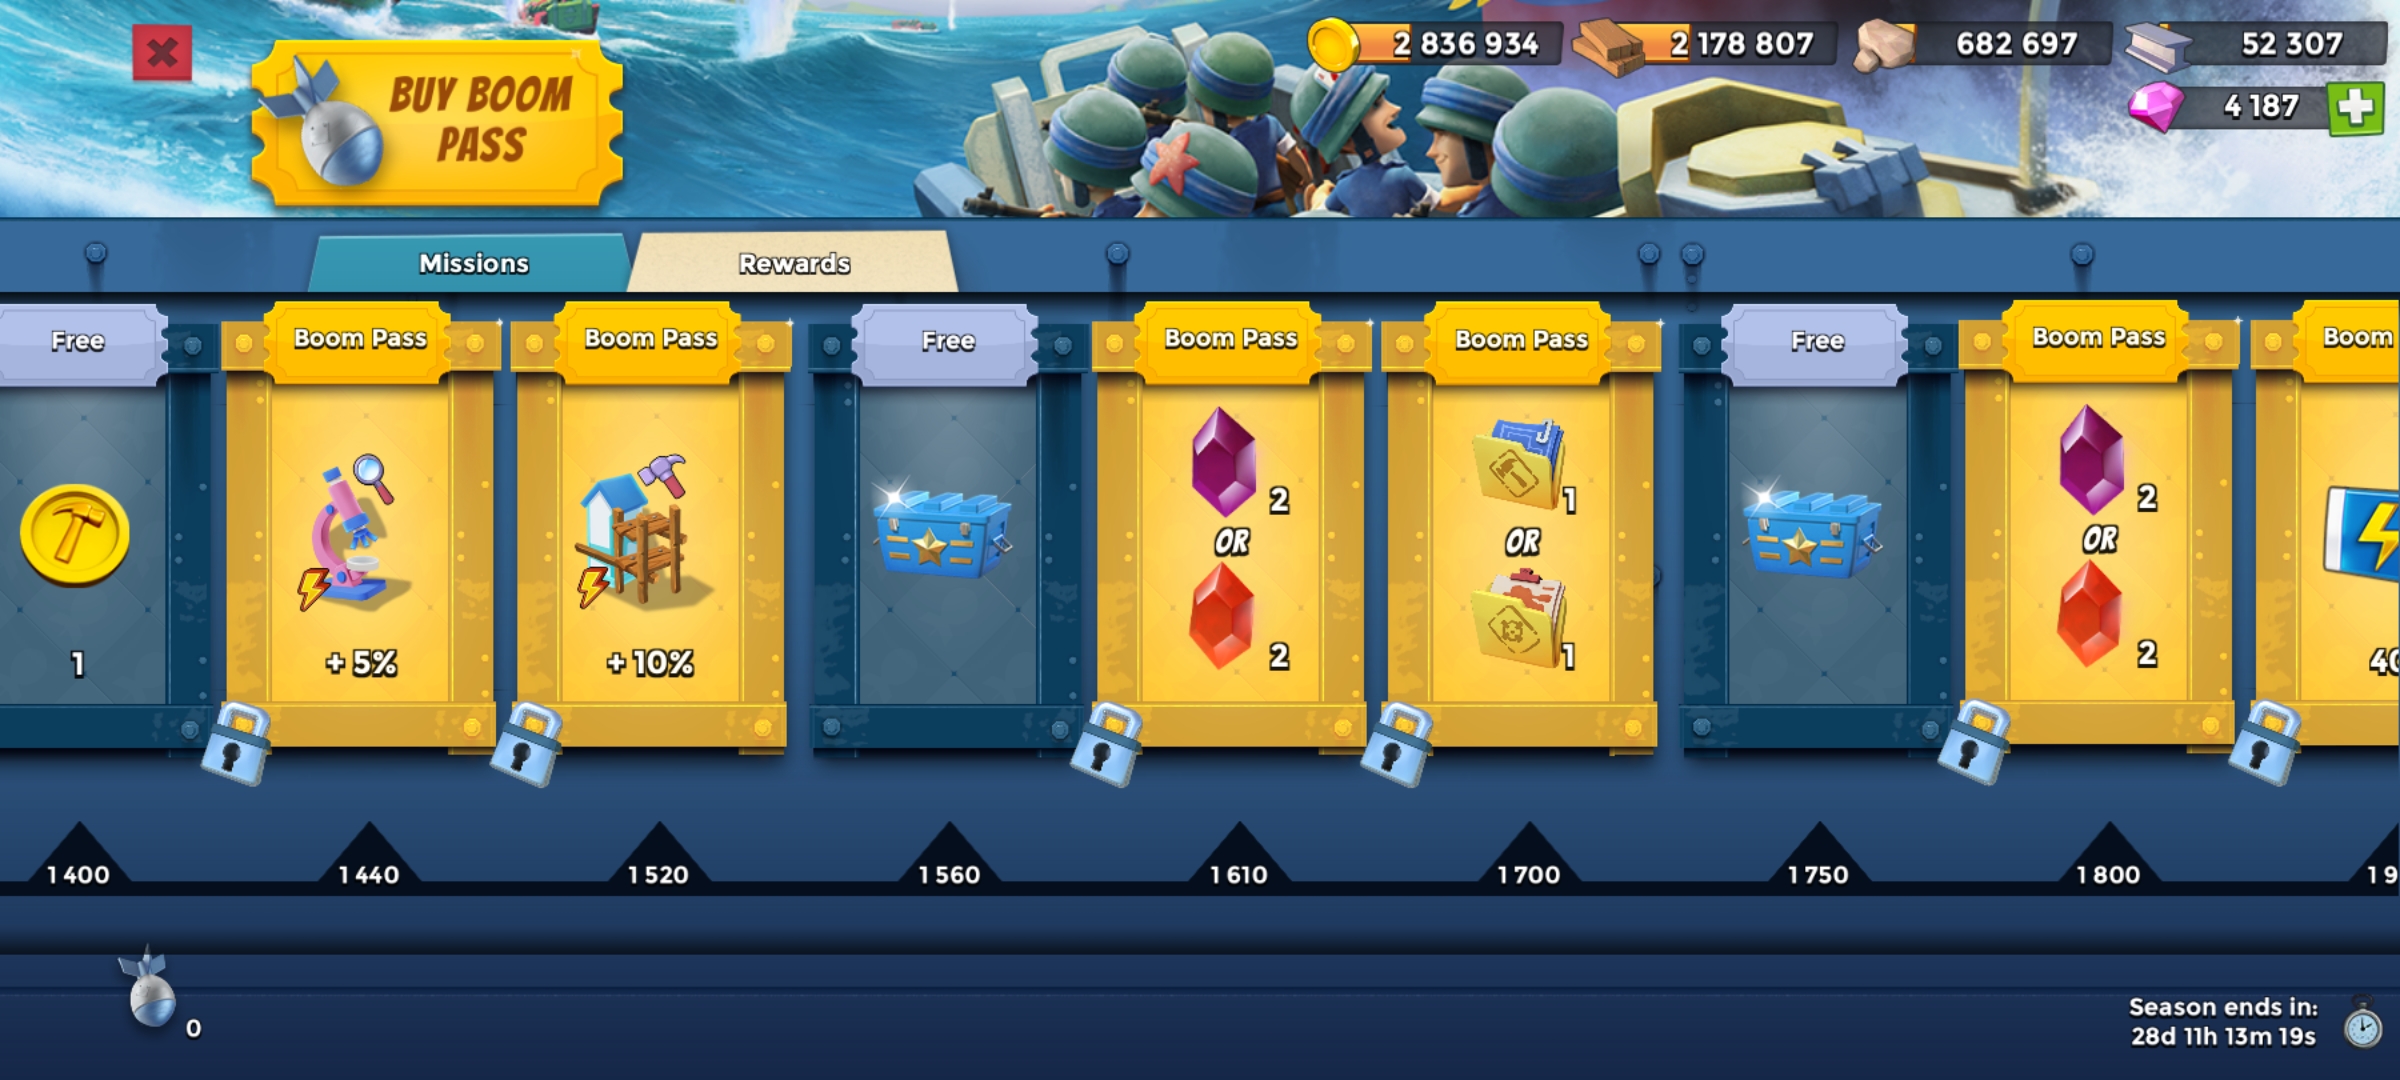 BUY BOOM
PASS
2 836 934
2 178 807
682 697
52 307
4 187
Missions
Rewards
Free
Boom Pass
Boom Pass
Free
Boom Pass
Boom Pass
Free
Boom Pass
Boom
1
+ 5%
+ 10%
2
OR
2
1
OR
1
2
OR
2
1 400
1 440
1 520
1 560
1 610
1 700
1 750
1 800
0
Season ends in:
28d 11h 13m 19s